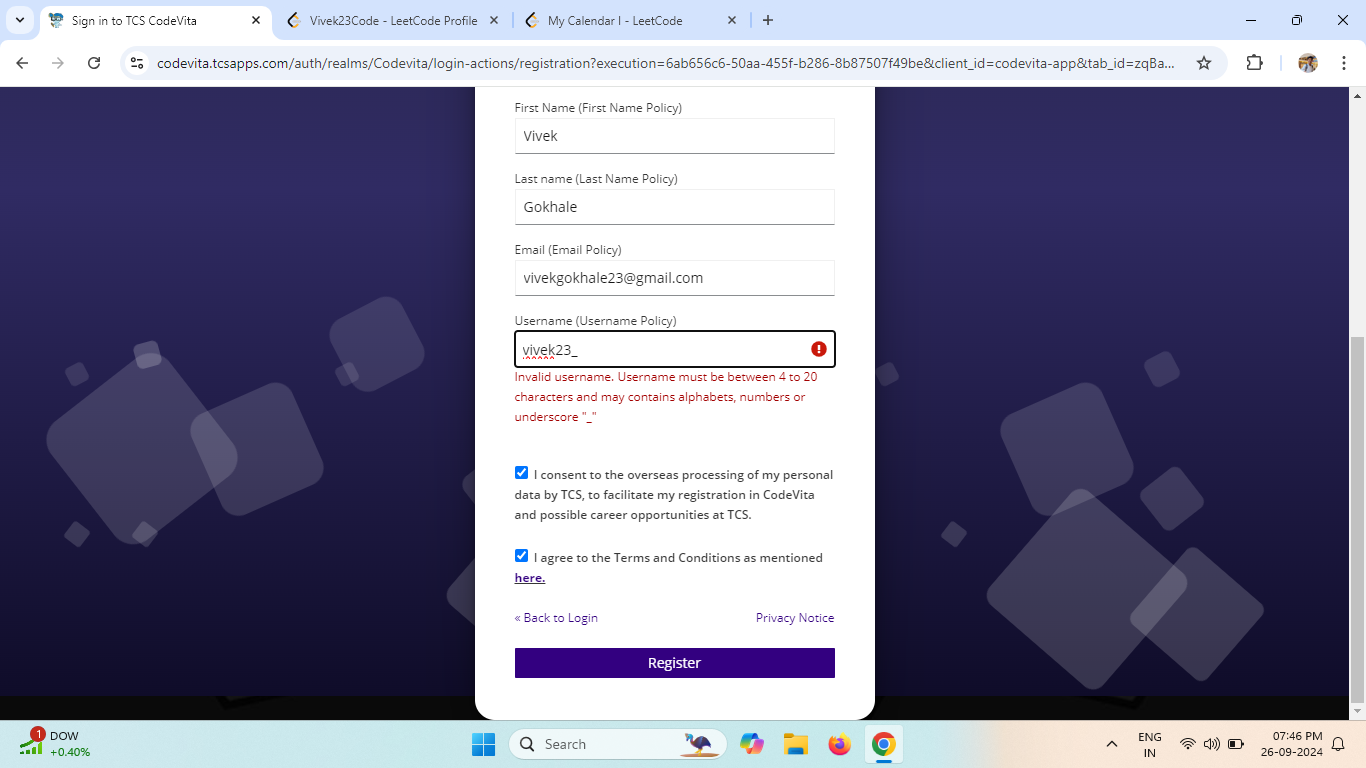 Sign in to TCS CodeVita
Vivek23Code - LeetCode Profile
My Calendar I - LeetCode
codevita.tcsapps.com/auth/realms/Codevita/login-actions/registration?execution=6ab656c6-50aa-455f-b286-8b87507f49be&client_id=codevita-app&tab_id=zqBa...
First Name (First Name Policy)
Vivek
Last name (Last Name Policy)
Gokhale
Email (Email Policy)
vivekgokhale23@gmail.com
Username (Username Policy)
vivek23_
Invalid username. Username must be between 4 to 20
characters and may contains alphabets, numbers or
underscore "_"
I consent to the overseas processing of my personal
data by TCS, to facilitate my registration in CodeVita
and possible career opportunities at TCS.
I agree to the Terms and Conditions as mentioned
here.
« Back to Login
Privacy Notice
Register
1
DOW
+0.40%
Search
ENG
IN
07:46 PM
26-09-2024